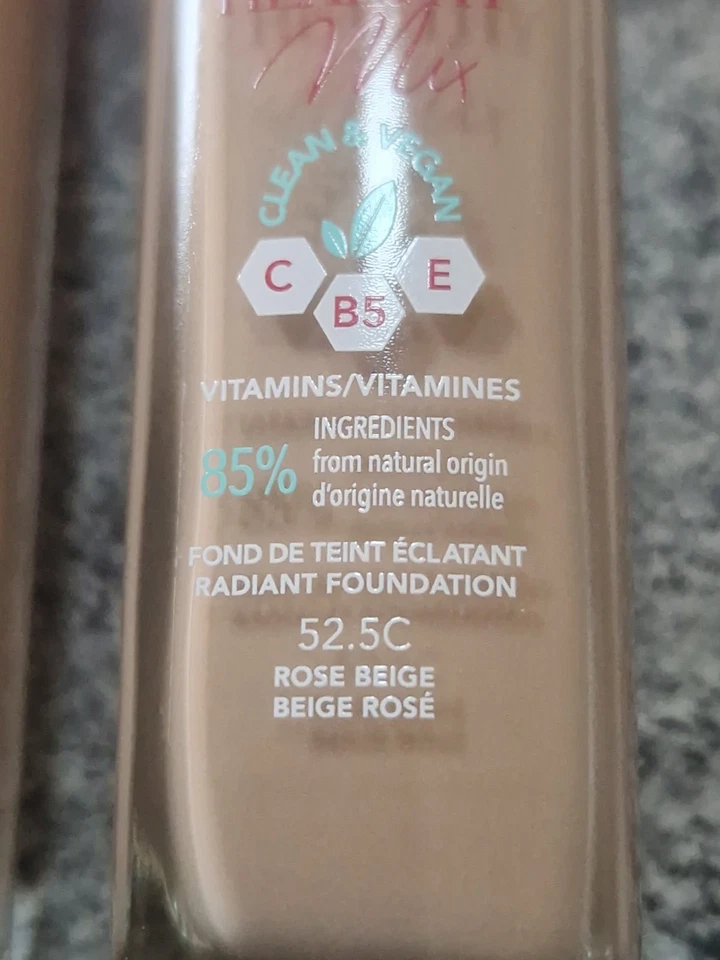 HEALTHY
Mix
CLEAN & VEGAN
C
B5
E
VITAMINS/VITAMINES
85%
INGREDIENTS
from natural origin
d'origine naturelle
FOND DE TEINT ÉCLATANT
RADIANT FOUNDATION
52.5C
ROSE BEIGE
BEIGE ROSÉ